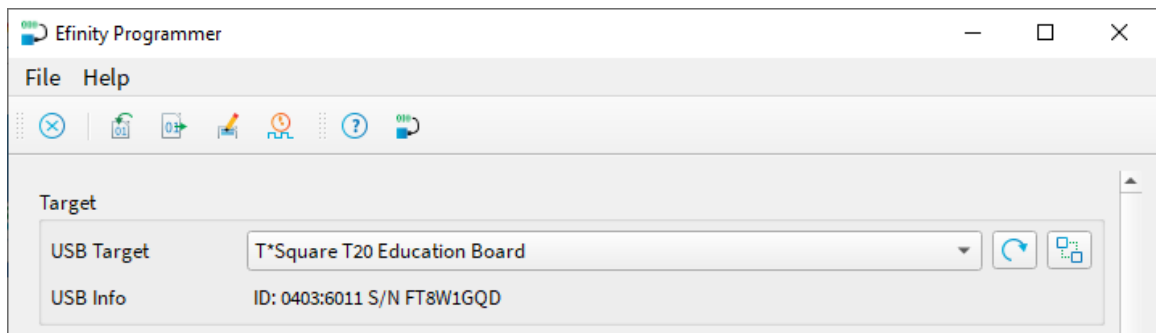 Efinity Programmer
File Help
Target
USB Target T*Square T20 Education Board
USB Info ID: 0403:6011 S/N FT8W1GQD